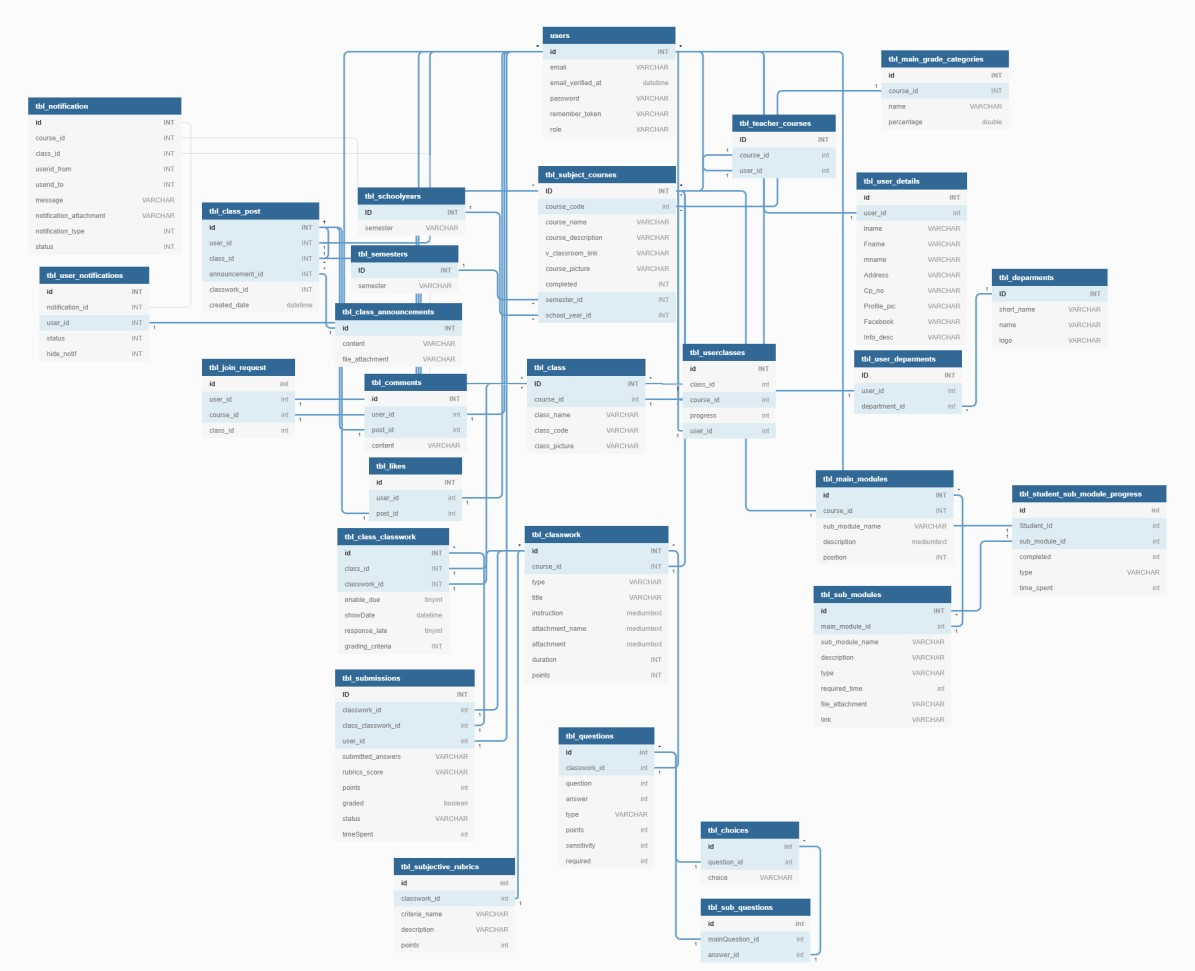 users
id INT
email VARCHAR
email_verified_at datetime
password VARCHAR
remember_token VARCHAR
role VARCHAR
tbl_main_grade_categories
id INT
course_id INT
name VARCHAR
percentage double
tbl_notification
id INT
course_id INT
class_id INT
userid_from INT
userid_to INT
message VARCHAR
notification_attachment VARCHAR
notification_type INT
status INT
tbl_teacher_courses
ID INT
course_id int
user_id int
tbl_subject_courses
ID INT
course_code int
course_name VARCHAR
course_description VARCHAR
v_classroom_link VARCHAR
course_picture VARCHAR
completed INT
semester_id INT
school_year_id INT
tbl_user_details
id INT
user_id int
lname VARCHAR
Fname VARCHAR
mname VARCHAR
Address VARCHAR
Cp_no VARCHAR
Profile_pic VARCHAR
Facebook VARCHAR
Info_desc VARCHAR
tbl_schoolyears
ID INT
semester VARCHAR
tbl_class_post
id INT
user_id INT
class_id INT
announcement_id INT
classwork_id INT
created_date datetime
tbl_semesters
ID INT
semester VARCHAR
tbl_user_notifications
id INT
notification_id INT
user_id INT
status INT
hide_notif INT
tbl_deparments
ID INT
short_name VARCHAR
name VARCHAR
logo VARCHAR
tbl_class_announcements
id INT
content VARCHAR
file_attachment VARCHAR
tbl_userclasses
id INT
class_id INT
course_id int
progress int
user_id int
tbl_user_deparments
ID INT
user_id int
department_id int
tbl_join_request
id int
user_id int
course_id int
class_id int
tbl_class
ID INT
course_id int
class_name VARCHAR
class_code VARCHAR
class_picture VARCHAR
tbl_comments
id INT
user_id int
post_id int
content VARCHAR
tbl_likes
id INT
user_id int
post_id int
tbl_main_modules
id INT
course_id INT
sub_module_name VARCHAR
description mediumtext
position INT
tbl_student_sub_module_progress
id int
Student_Id int
sub_module_id int
completed int
type VARCHAR
time_spent int
tbl_class_classwork
id INT
class_id INT
classwork_id INT
enable_due tinyint
showDate datetime
response_late tinyint
grading_criteria INT
tbl_classwork
id INT
course_id INT
type VARCHAR
title VARCHAR
instruction mediumtext
attachment_name mediumtext
attachment mediumtext
duration INT
points INT
tbl_sub_modules
id INT
main_module_id int
sub_module_name VARCHAR
description VARCHAR
type VARCHAR
required_time int
file_attachment VARCHAR
link VARCHAR
tbl_submissions
ID INT
classwork_id int
class_classwork_id int
user_id int
submitted_answers VARCHAR
rubrics_score VARCHAR
points int
graded boolean
status VARCHAR
timeSpent int
tbl_questions
id int
classwork_id int
question int
answer int
type VARCHAR
points int
sensitivity int
required int
tbl_choices
id int
question_id int
choice VARCHAR
tbl_subjective_rubrics
id int
classwork_id int
criteria_name VARCHAR
description VARCHAR
points int
tbl_sub_questions
id int
mainQuestion_id int
answer_id int